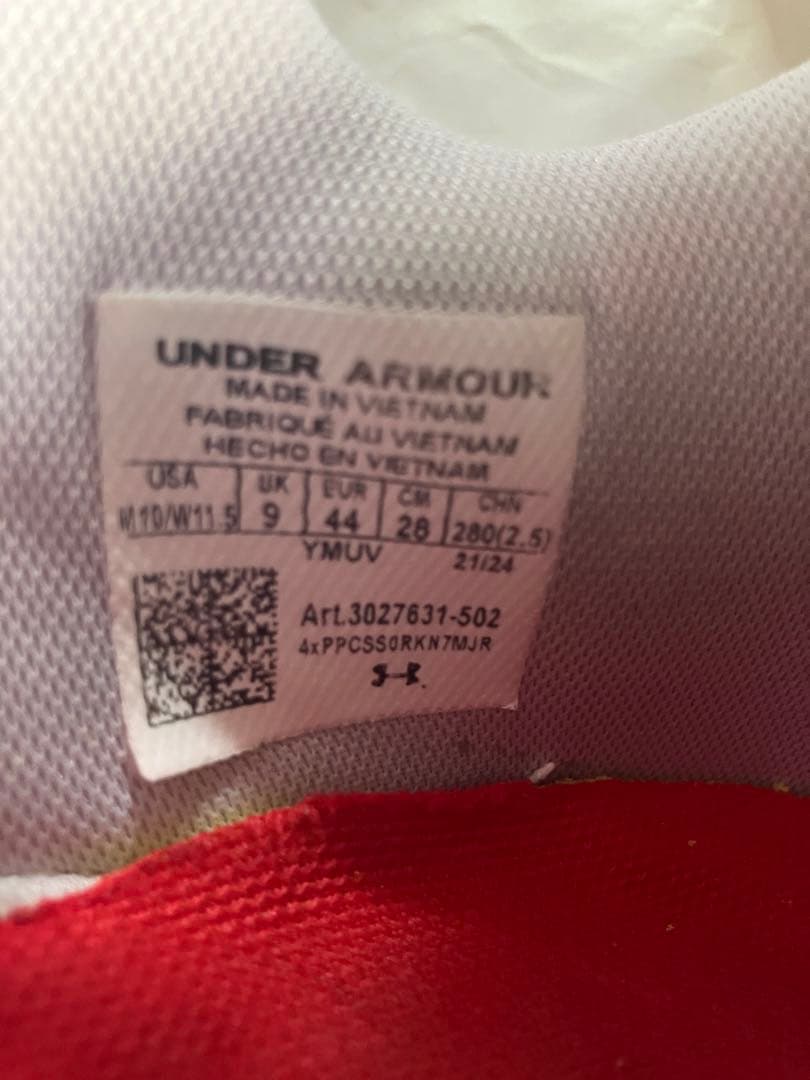 UNDER ARMOUR
MADE IN VIETNAM
FABRIQUÉ AU VIETNAM
HECHO EN VIETNAM
USA UK EUR CM CHN
M10/W11.5 9 44 28 280(2.5)
YMUV 21/24
Art.3027631-502
4xPPCSS0RKN7MJR